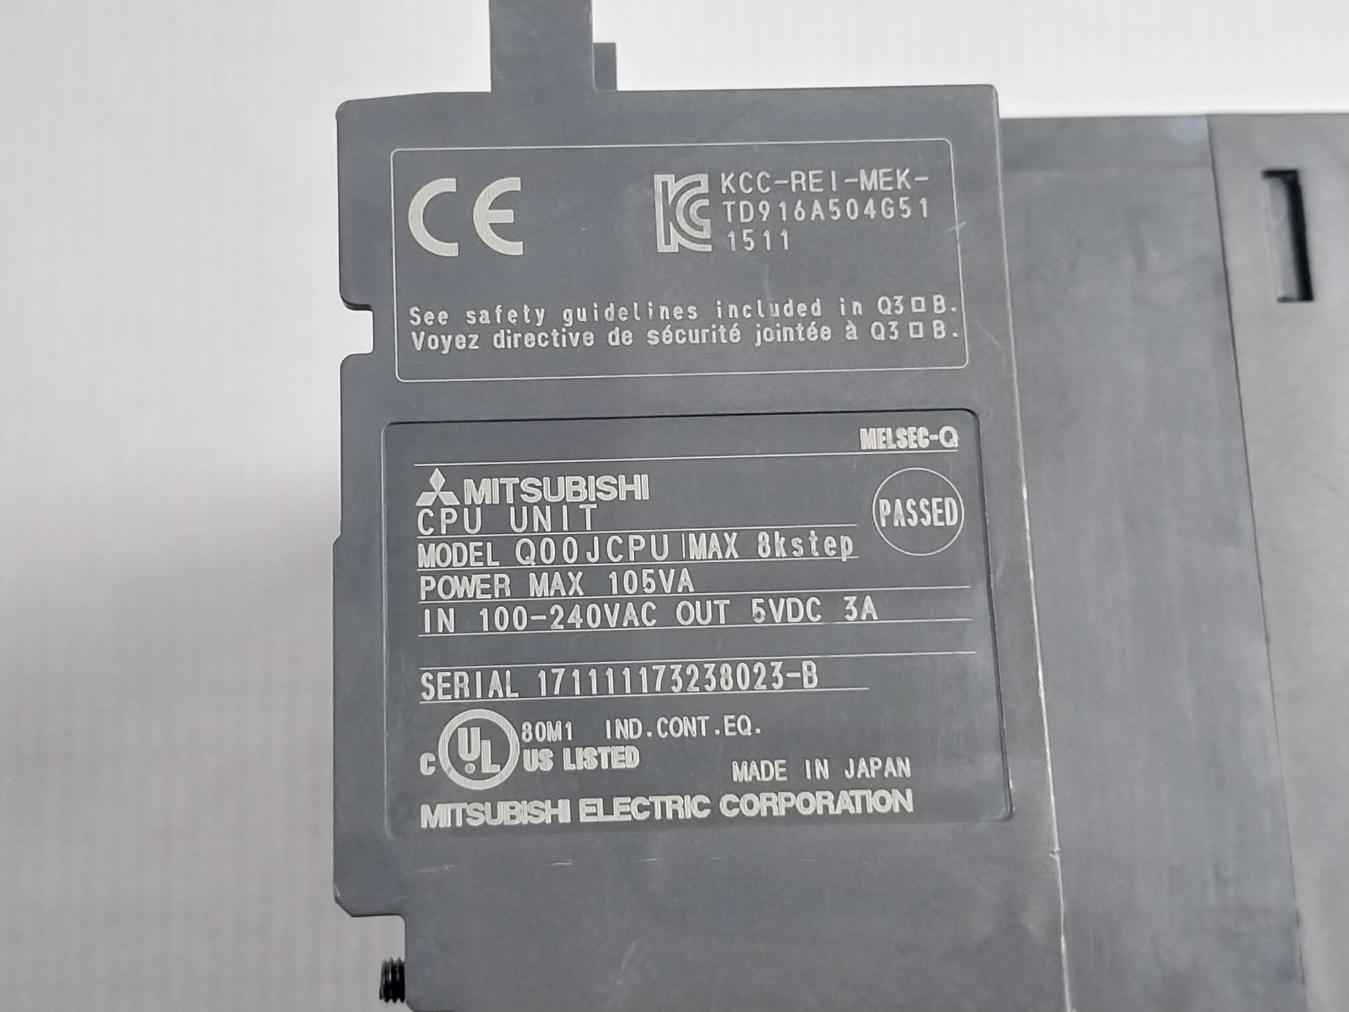 CE
KC KCC-REI-MEK-
TD916A504G51
1511
See safety guidelines included in Q3□B.
Voyez directive de sécurité jointée à Q3□B.
MELSEC-Q
MITSUBISHI
CPU UNIT
PASSED
MODEL Q00JCPU MAX 8kstep
POWER MAX 105VA
IN 100-240VAC OUT 5VDC 3A
SERIAL 171111173238023-B
80M1 IND.CONT.EQ.
C UL US LISTED
MADE IN JAPAN
MITSUBISHI ELECTRIC CORPORATION